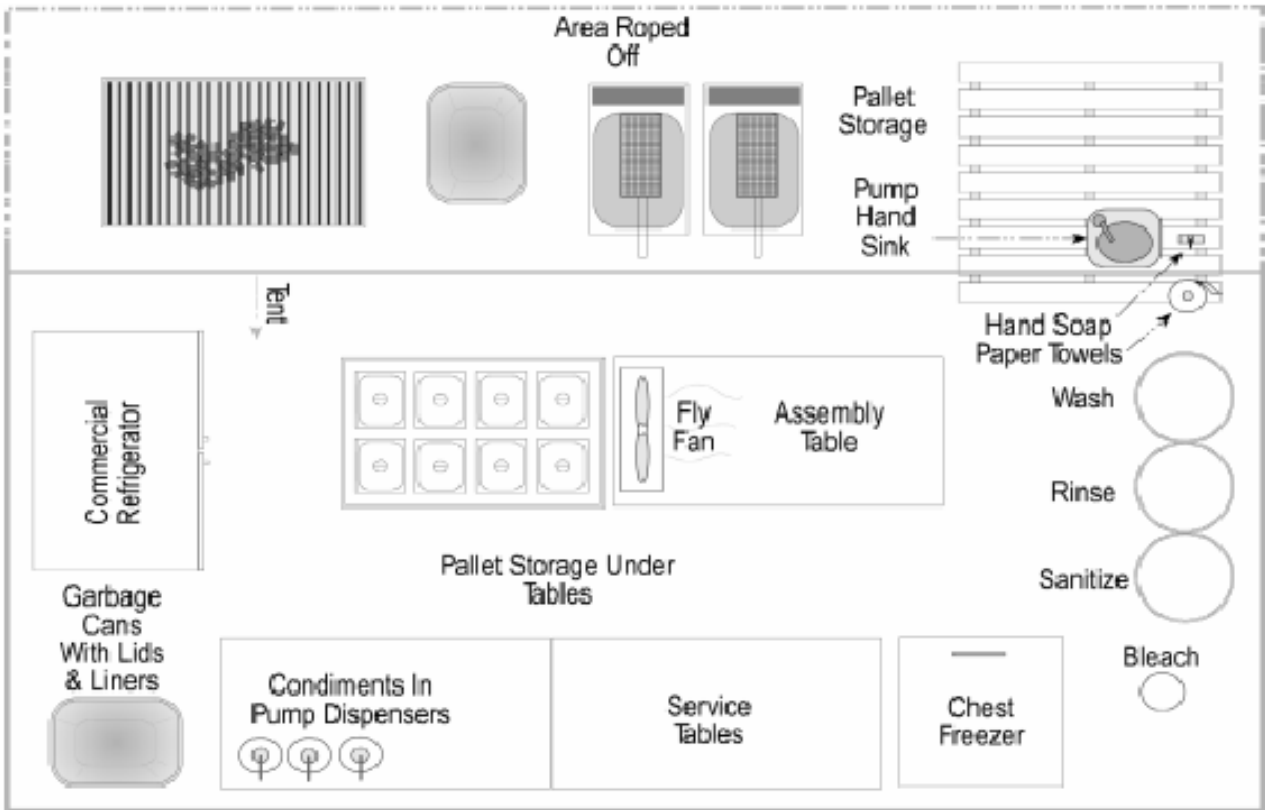 Area Roped
Off
Pallet
Storage
Pump
Hand
Sink
Tent
Hand Soap
Paper Towels
Commercial
Refrigerator
Fly
Fan
Assembly
Table
Wash
Rinse
Sanitize
Pallet Storage Under
Tables
Garbage
Cans
With Lids
& Liners
Condiments In
Pump Dispensers
Service
Tables
Chest
Freezer
Bleach